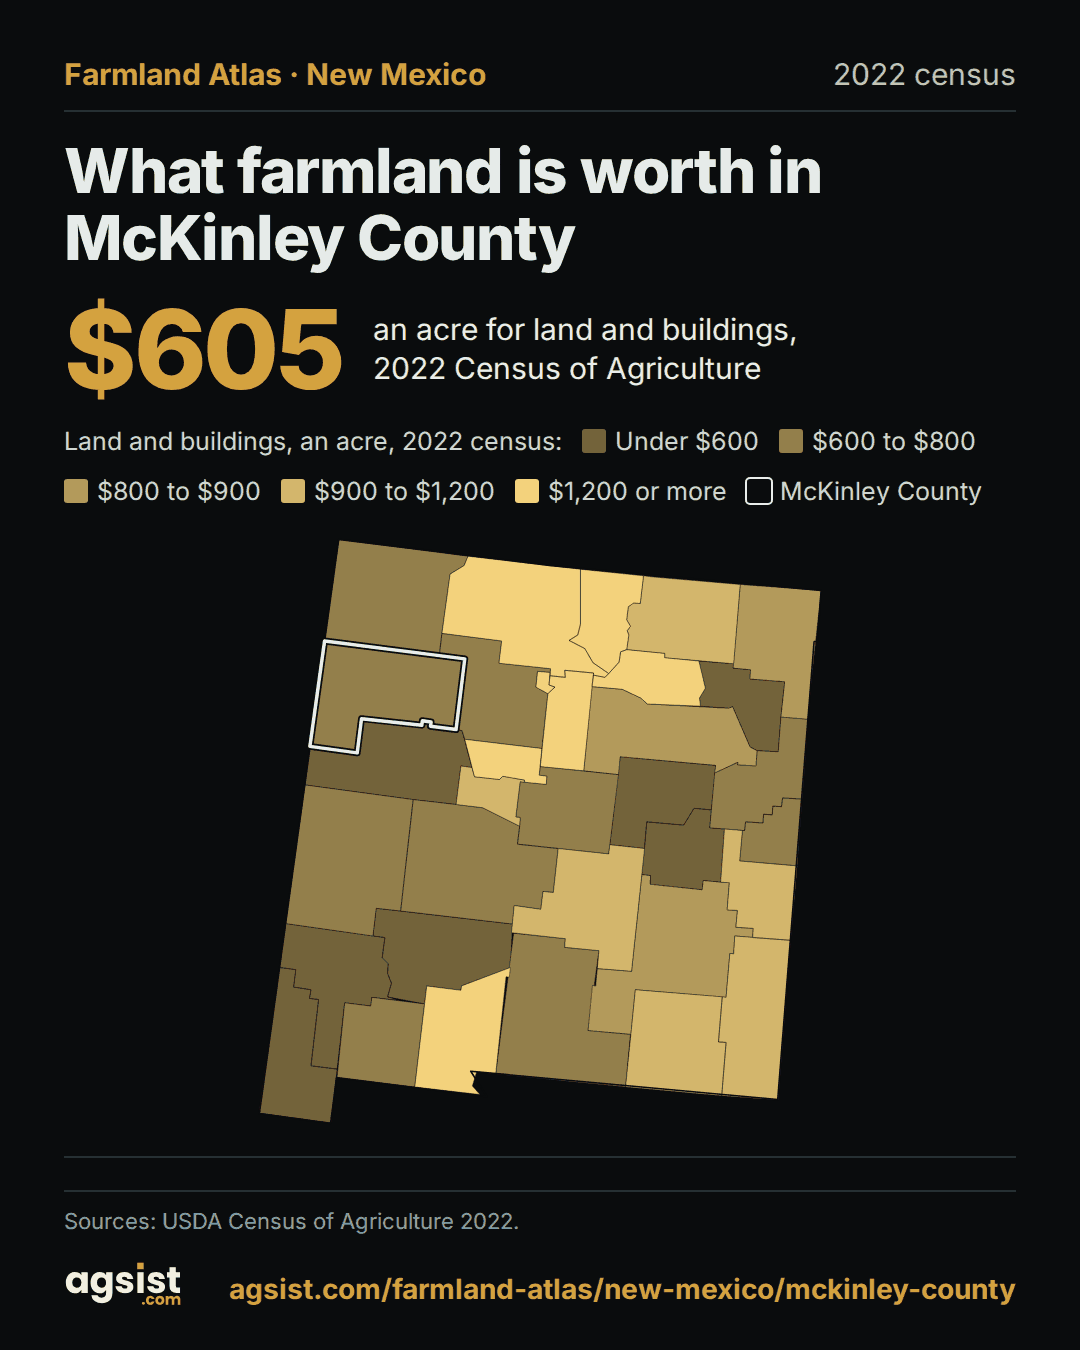 Farmland Atlas · New Mexico
2022 census
What farmland is worth in
McKinley County
$605
an acre for land and buildings,
2022 Census of Agriculture
Land and buildings, an acre, 2022 census: Under $600 $600 to $800
$800 to $900 $900 to $1,200 $1,200 or more McKinley County
Sources: USDA Census of Agriculture 2022.
agsist
.com
agsist.com/farmland-atlas/new-mexico/mckinley-county